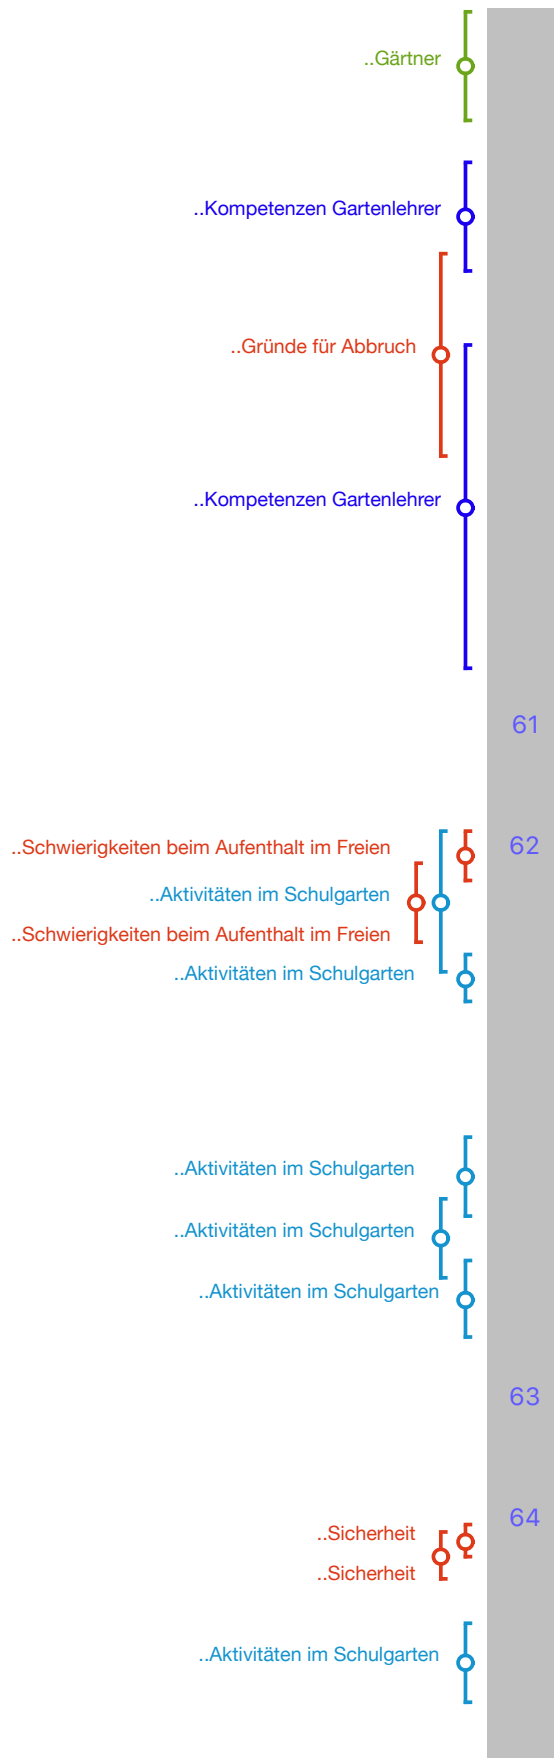 ..Gärtner
..Kompetenzen Gartenlehrer
..Gründe für Abbruch
..Kompetenzen Gartenlehrer
61
..Schwierigkeiten beim Aufenthalt im Freien
62
..Aktivitäten im Schulgarten
..Schwierigkeiten beim Aufenthalt im Freien
..Aktivitäten im Schulgarten
..Aktivitäten im Schulgarten
..Aktivitäten im Schulgarten
..Aktivitäten im Schulgarten
63
64
..Sicherheit
..Sicherheit
..Aktivitäten im Schulgarten